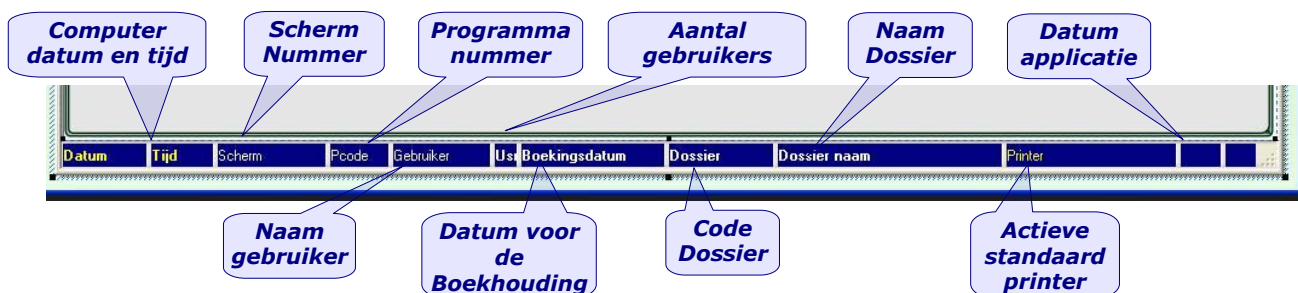 Computer
datum en tijd
Scherm
Nummer
Programma
nummer
Aantal
gebruikers
Naam
Dossier
Datum
applicatie
Datum Tijd Scherm Pcode Gebruiker Usr Boekingsdatum Dossier Dossier naam Printer
Naam
gebruiker
Datum voor
de
Boekhouding
Code
Dossier
Actieve
standaard
printer